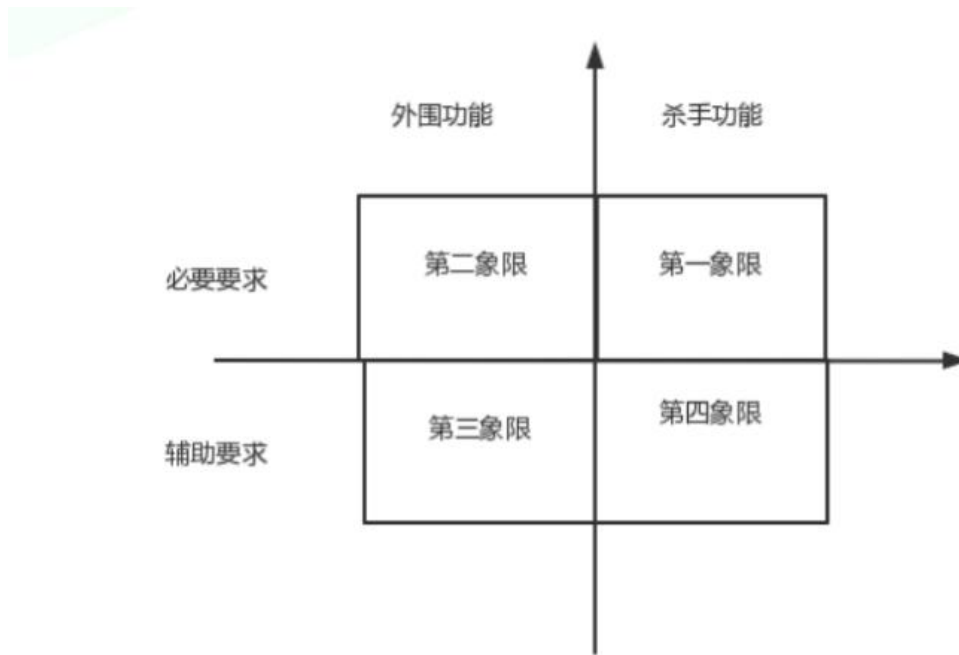 外围功能
杀手功能
第二象限
第一象限
必要要求
第四象限
第三象限
辅助要求